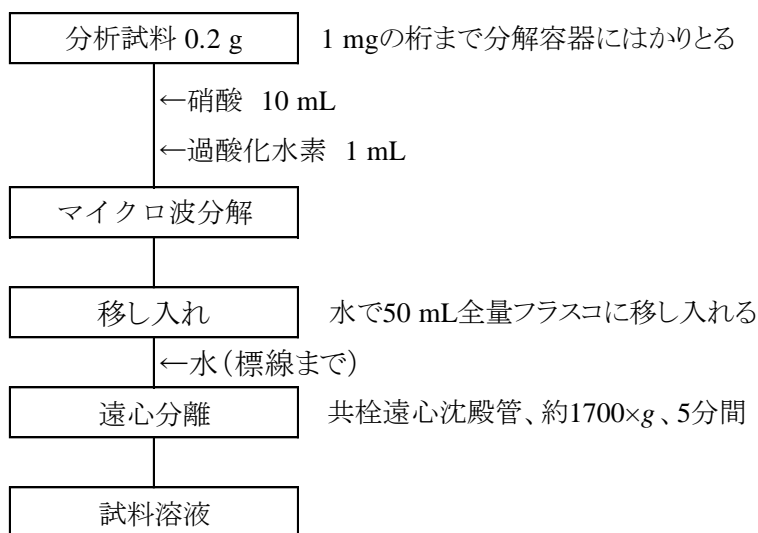 分析試料 0.2 g 1 mgの桁まで分解容器にはかりとる
←硝酸 10 mL
←過酸化水素 1 mL
マイクロ波分解
移し入れ 水で50 mL全量フラスコに移し入れる
←水（標線まで）
遠心分離 共栓遠心沈殿管、約1700×g、5分間
試料溶液